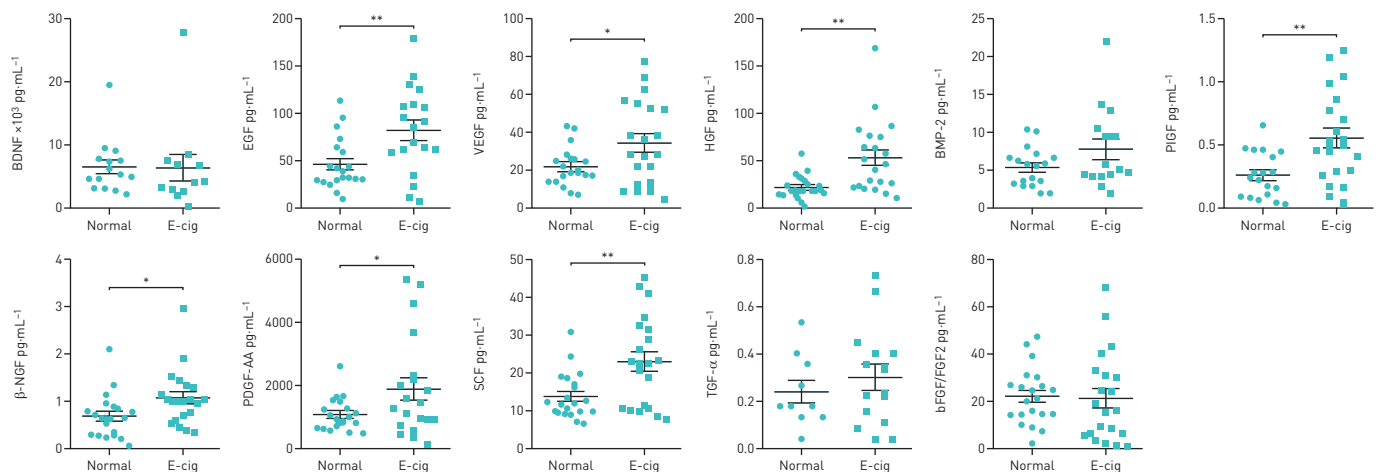 BDNF ×10³ pg·mL⁻¹
30
20
10
0
Normal
E-cig
EGF pg·mL⁻¹
200
150
100
50
0
**
Normal
E-cig
VEGF pg·mL⁻¹
100
80
60
40
20
0
*
Normal
E-cig
HGF pg·mL⁻¹
200
150
100
50
0
**
Normal
E-cig
BMP-2 pg·mL⁻¹
25
20
15
10
5
0
Normal
E-cig
PlGF pg·mL⁻¹
1.5
1.0
0.5
0.0
**
Normal
E-cig
β-NGF pg·mL⁻¹
4
3
2
1
0
*
Normal
E-cig
PDGF-AA pg·mL⁻¹
6000
4000
2000
0
*
Normal
E-cig
SCF pg·mL⁻¹
50
40
30
20
10
0
**
Normal
E-cig
TGF-α pg·mL⁻¹
0.8
0.6
0.4
0.2
0.0
Normal
E-cig
bFGF/FGF2 pg·mL⁻¹
80
60
40
20
0
Normal
E-cig